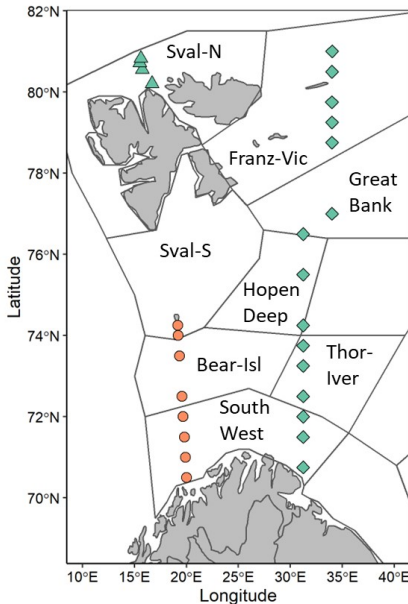 82°N
Sval-N
80°N
Franz-Vic
78°N
Great
Bank
76°N
Sval-S
Hopen
Deep
74°N
Bear-Isl
Thor-
Iver
72°N
South
West
70°N
Latitude
10°E 15°E 20°E 25°E 30°E 35°E 40°E
Longitude